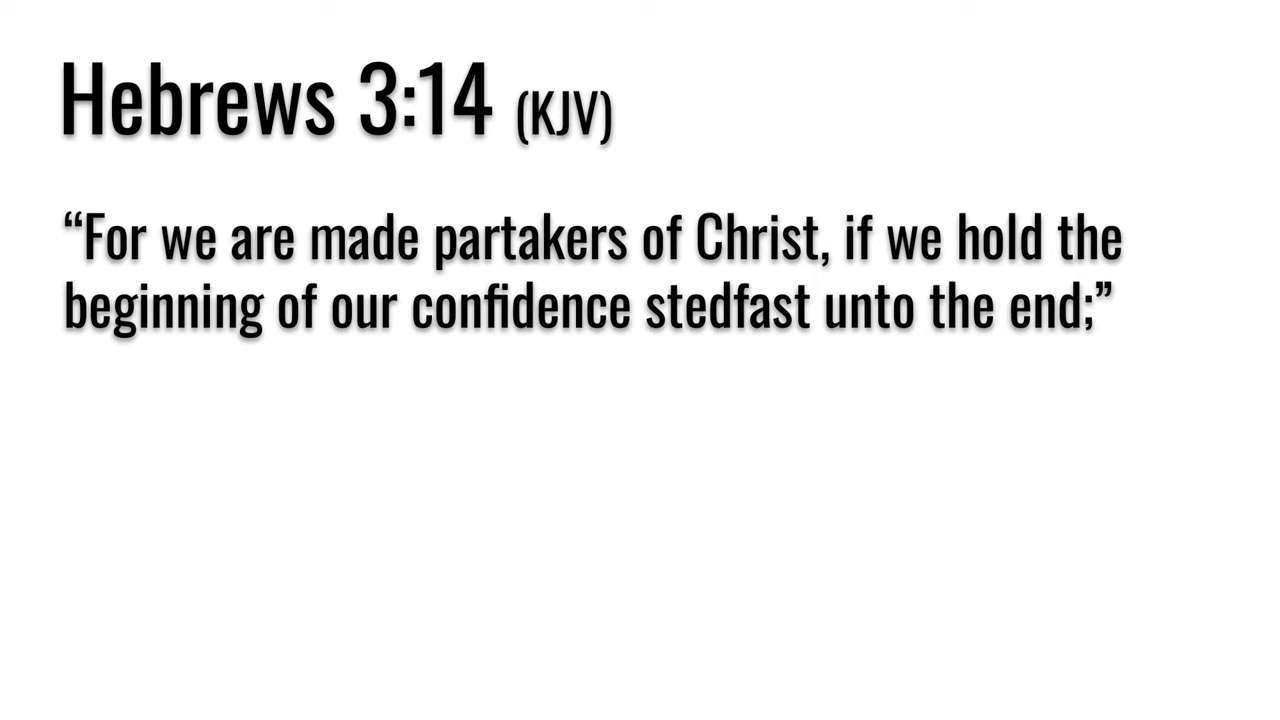 Hebrews 3:14 (KJV)
“For we are made partakers of Christ, if we hold the
beginning of our confidence stedfast unto the end;”